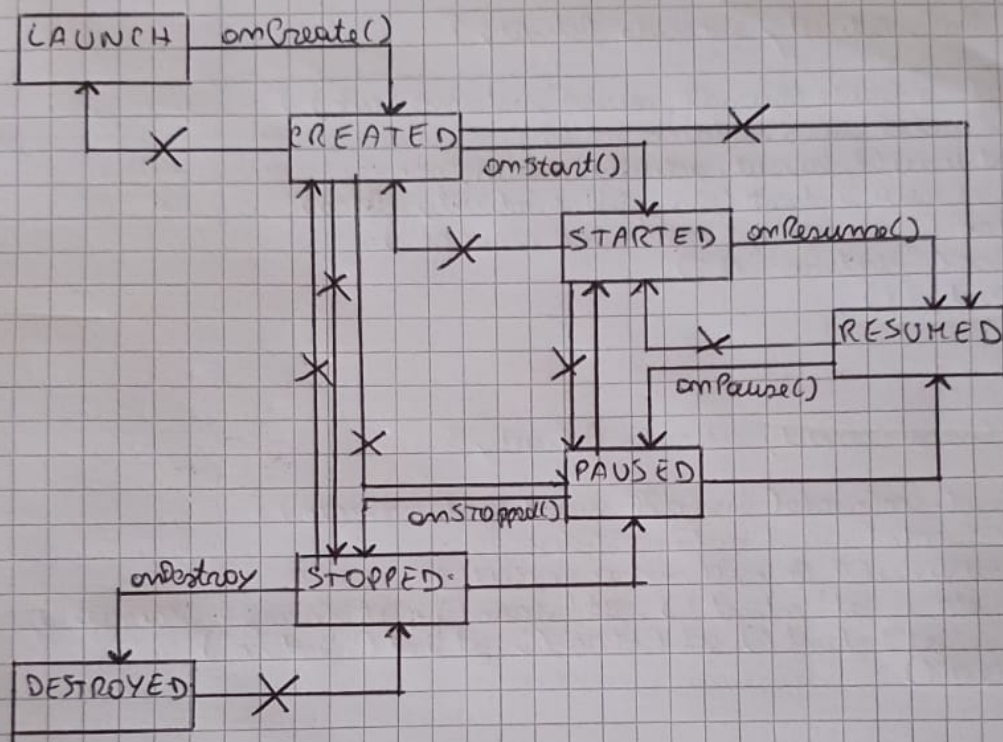 LAUNCH
onCreate()
CREATED
onStart()
STARTED
onResume()
RESUMED
onPause()
PAUSED
onStopped()
onDestroy
STOPPED
DESTROYED